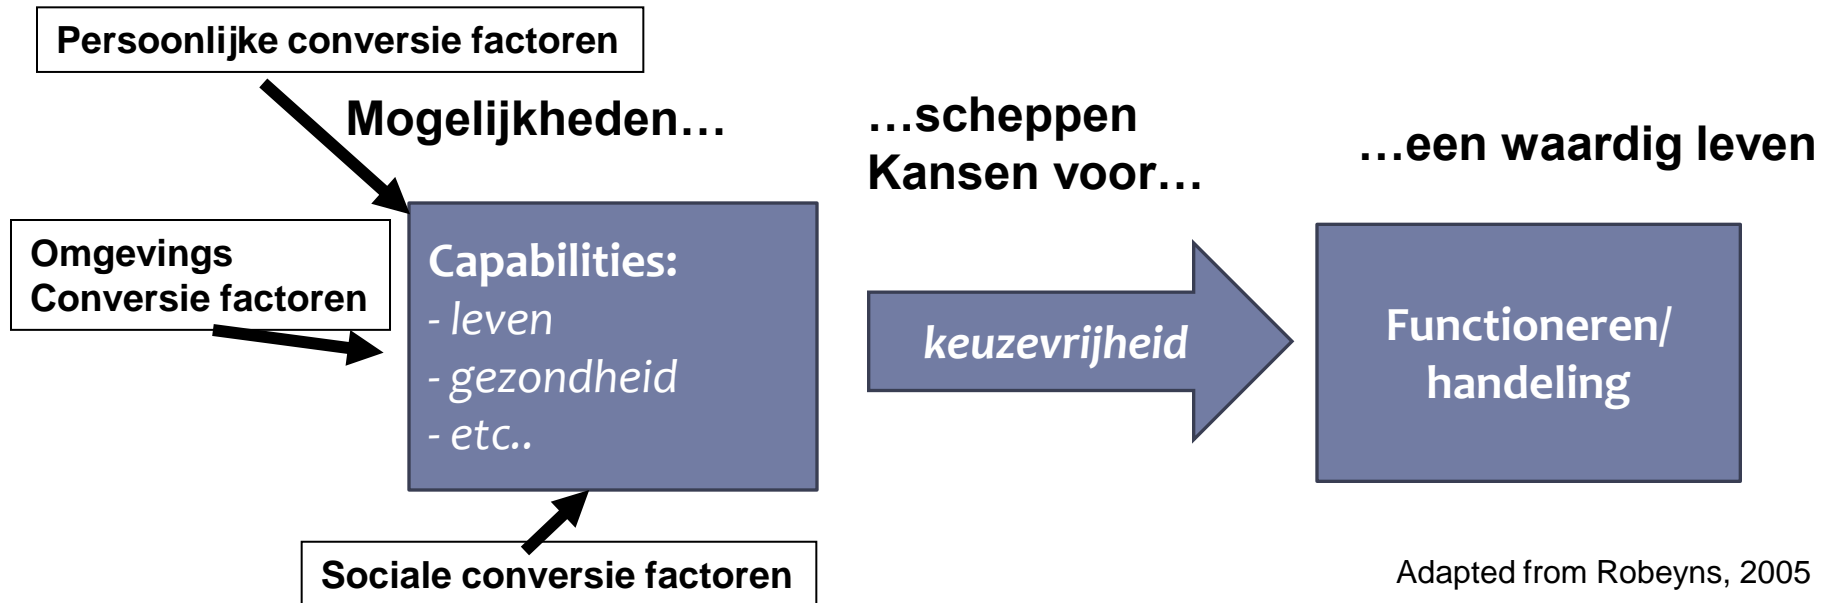 Persoonlijke conversie factoren
Mogelijkheden…
…scheppen
Kansen voor…
…een waardig leven
Omgevings
Conversie factoren
Capabilities:
- leven
- gezondheid
- etc..
keuzevrijheid
Functioneren/
handeling
Sociale conversie factoren
Adapted from Robeyns, 2005